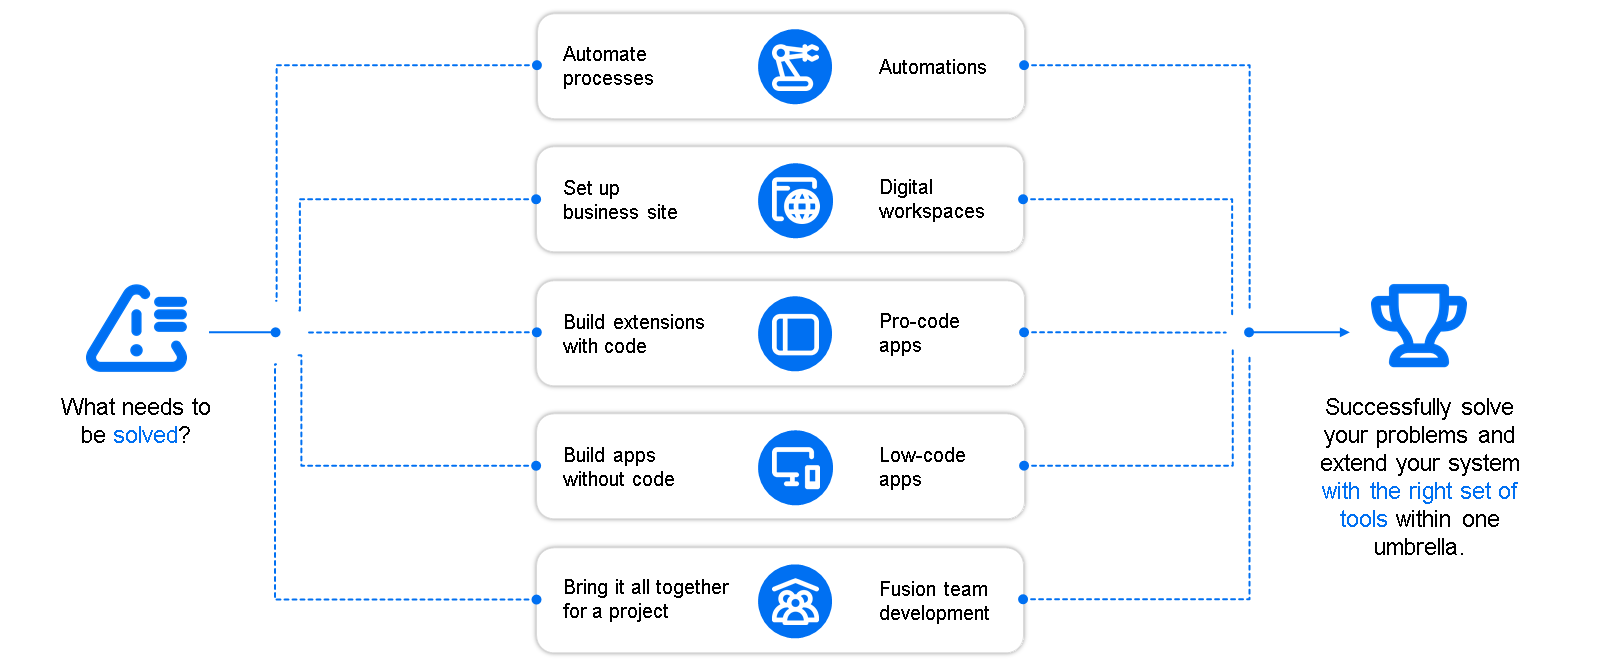 What needs to
be solved?
Automate
processes
Automations
Set up
business site
Digital
workspaces
Build extensions
with code
Pro-code
apps
Build apps
without code
Low-code
apps
Bring it all together
for a project
Fusion team
development
Successfully solve
your problems and
extend your system
with the right set of
tools within one
umbrella.